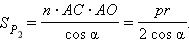 S_{P_2} = \frac{n \cdot AC \cdot AO}{\cos \alpha} = \frac{pr}{2 \cos \alpha}.